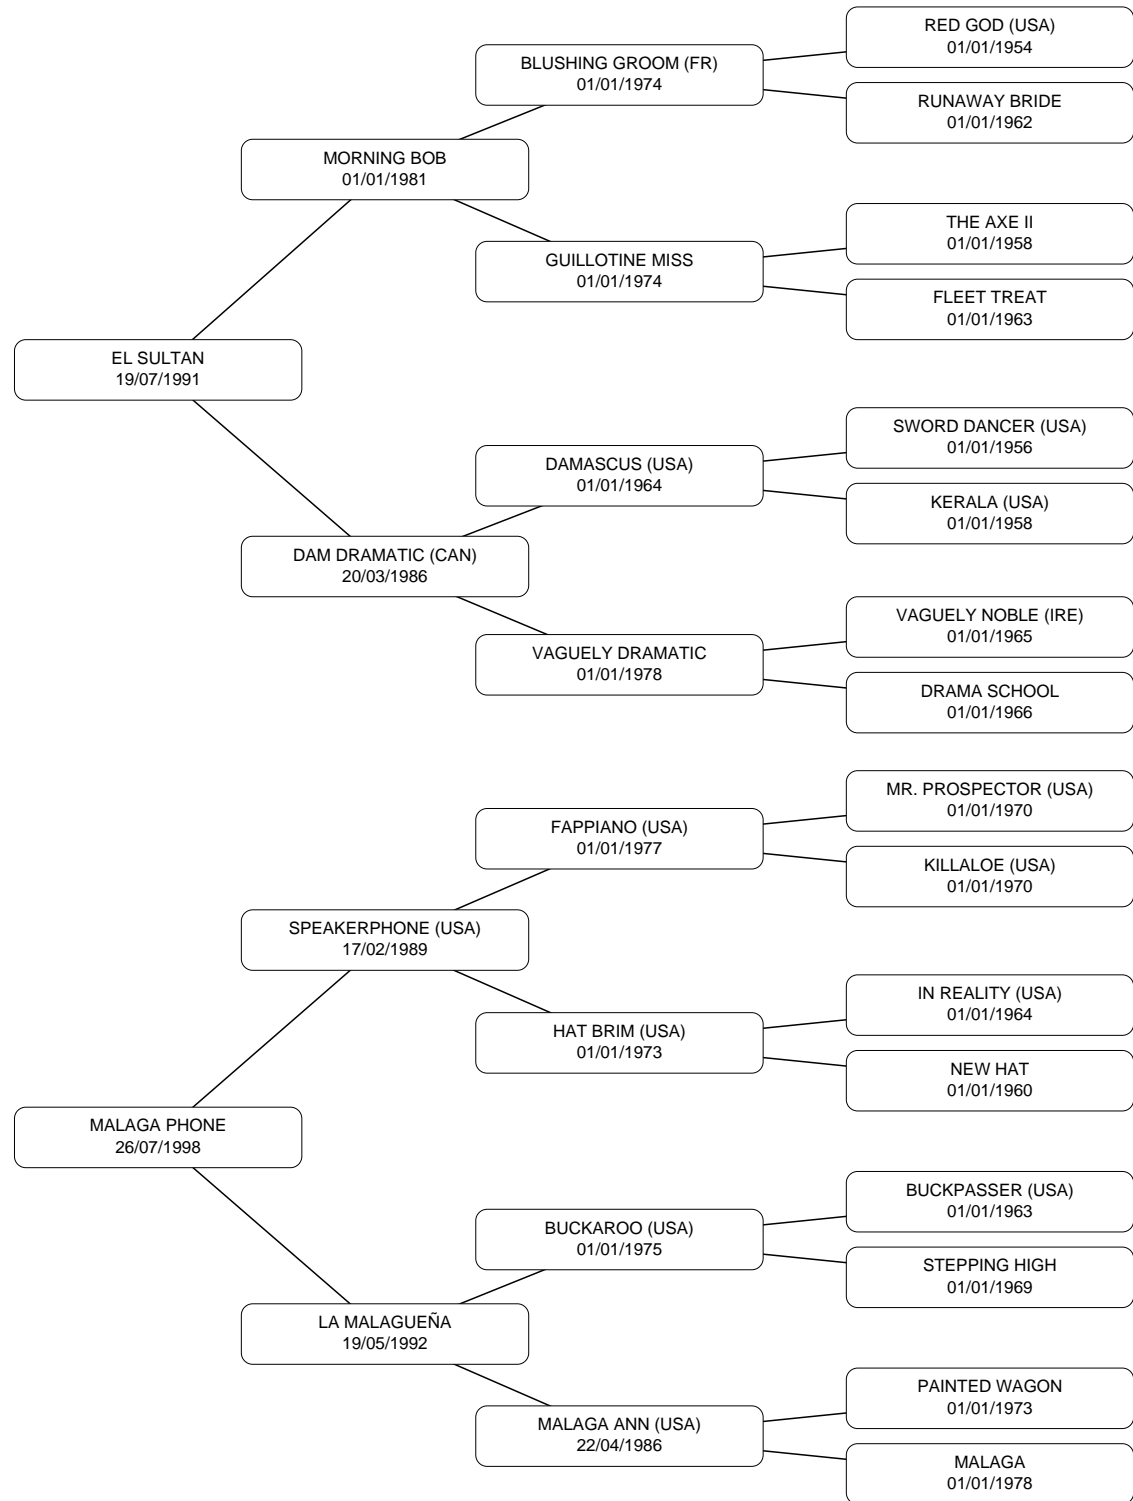 RED GOD (USA)
01/01/1954
BLUSHING GROOM (FR)
01/01/1974
RUNAWAY BRIDE
01/01/1962
MORNING BOB
01/01/1981
THE AXE II
01/01/1958
GUILLOTINE MISS
01/01/1974
FLEET TREAT
01/01/1963
EL SULTAN
19/07/1991
SWORD DANCER (USA)
01/01/1956
DAMASCUS (USA)
01/01/1964
KERALA (USA)
01/01/1958
DAM DRAMATIC (CAN)
20/03/1986
VAGUELY NOBLE (IRE)
01/01/1965
VAGUELY DRAMATIC
01/01/1978
DRAMA SCHOOL
01/01/1966
MR. PROSPECTOR (USA)
01/01/1970
FAPPIANO (USA)
01/01/1977
KILLALOE (USA)
01/01/1970
SPEAKERPHONE (USA)
17/02/1989
IN REALITY (USA)
01/01/1964
HAT BRIM (USA)
01/01/1973
NEW HAT
01/01/1960
MALAGA PHONE
26/07/1998
BUCKPASSER (USA)
01/01/1963
BUCKAROO (USA)
01/01/1975
STEPPING HIGH
01/01/1969
LA MALAGUEÑA
19/05/1992
PAINTED WAGON
01/01/1973
MALAGA ANN (USA)
22/04/1986
MALAGA
01/01/1978